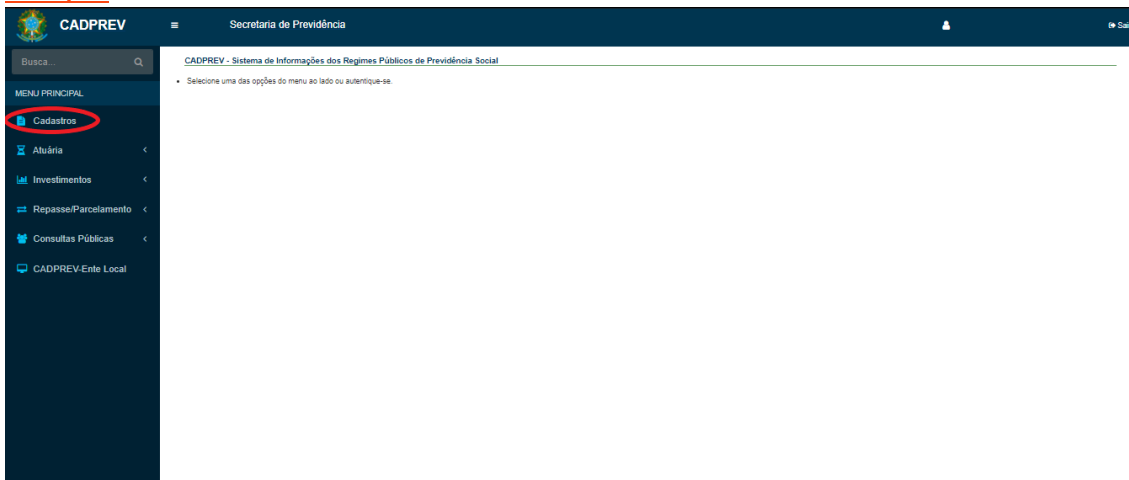 CADPREV
Secretaria de Previdência
Sai
Busca...
MENU PRINCIPAL
Cadastros
Atuária
Investimentos
Repasse/Parcelamento
Consultas Públicas
CADPREV-Ente Local
CADPREV - Sistema de Informações dos Regimes Públicos de Previdência Social
• Selecione uma das opções do menu ao lado ou autentique-se.